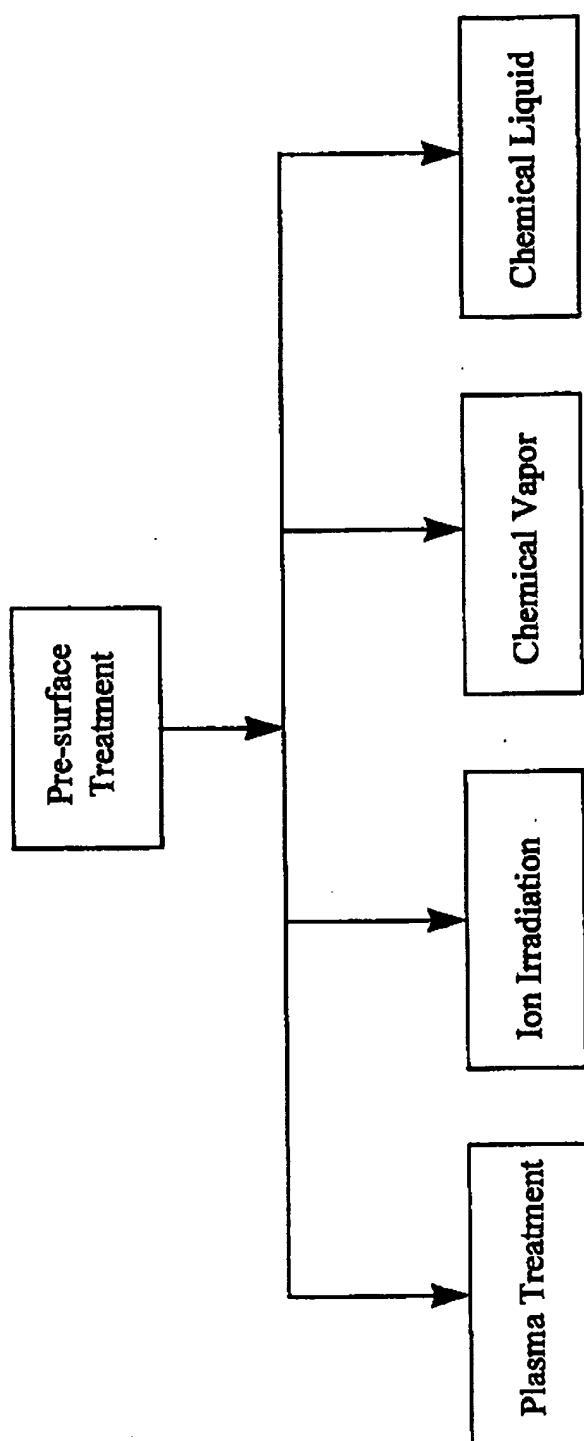 Pre-surface
Treatment
Plasma Treatment
Ion Irradiation
Chemical Vapor
Chemical Liquid